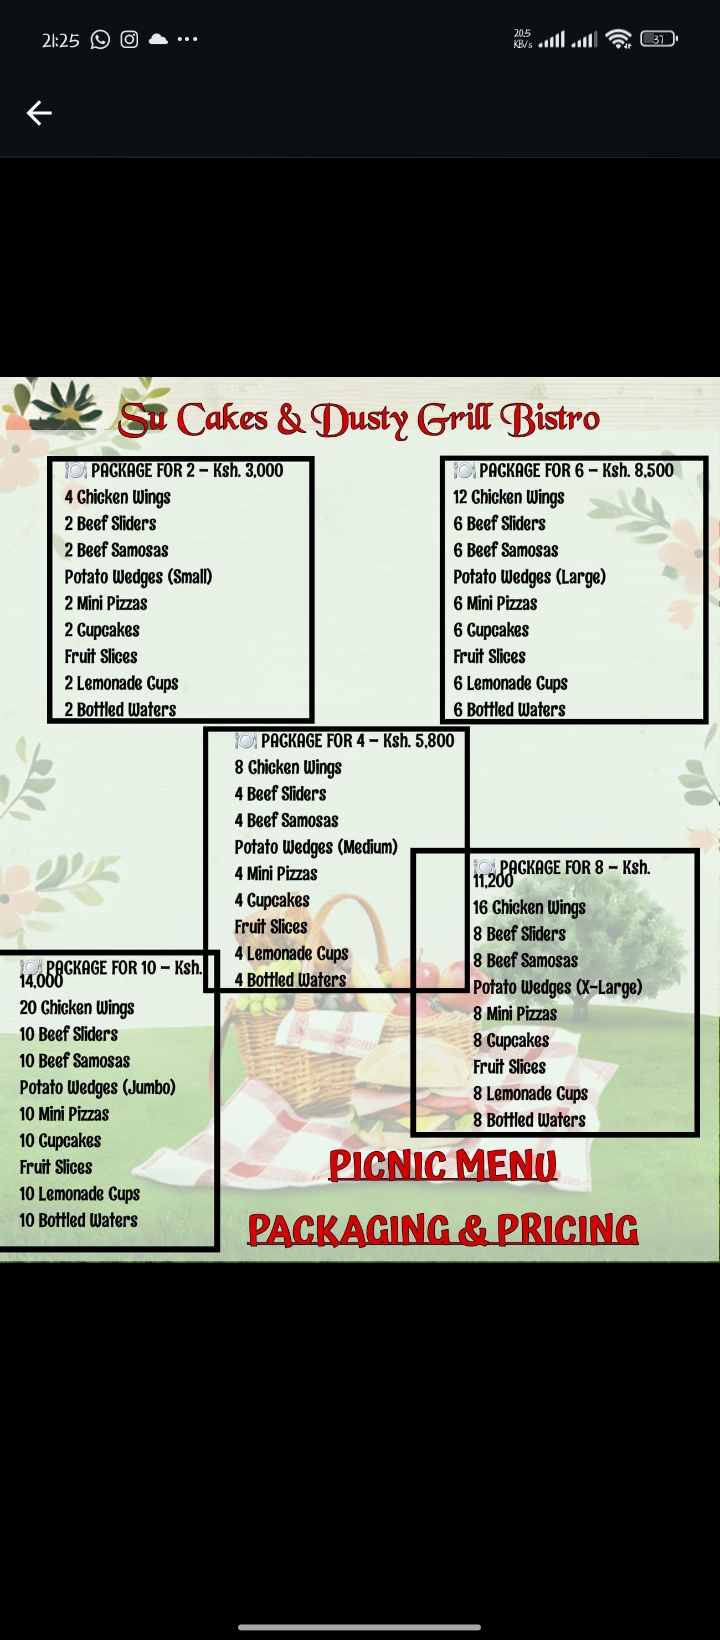 21:25
20.5
KB/s
37
Su Cakes & Dusty Grill Bistro
PACKAGE FOR 2 – Ksh. 3,000
4 Chicken Wings
2 Beef Sliders
2 Beef Samosas
Potato Wedges (Small)
2 Mini Pizzas
2 Cupcakes
Fruit Slices
2 Lemonade Cups
2 Bottled Waters
PACKAGE FOR 6 – Ksh. 8,500
12 Chicken Wings
6 Beef Sliders
6 Beef Samosas
Potato Wedges (Large)
6 Mini Pizzas
6 Cupcakes
Fruit Slices
6 Lemonade Cups
6 Bottled Waters
PACKAGE FOR 4 – Ksh. 5,800
8 Chicken Wings
4 Beef Sliders
4 Beef Samosas
Potato Wedges (Medium)
4 Mini Pizzas
4 Cupcakes
Fruit Slices
4 Lemonade Cups
4 Bottled Waters
PACKAGE FOR 8 – Ksh.
11,200
16 Chicken Wings
8 Beef Sliders
8 Beef Samosas
Potato Wedges (X-Large)
8 Mini Pizzas
8 Cupcakes
Fruit Slices
8 Lemonade Cups
8 Bottled Waters
PACKAGE FOR 10 – Ksh.
14,000
20 Chicken Wings
10 Beef Sliders
10 Beef Samosas
Potato Wedges (Jumbo)
10 Mini Pizzas
10 Cupcakes
Fruit Slices
10 Lemonade Cups
10 Bottled Waters
PICNIC MENU
PACKAGING & PRICING